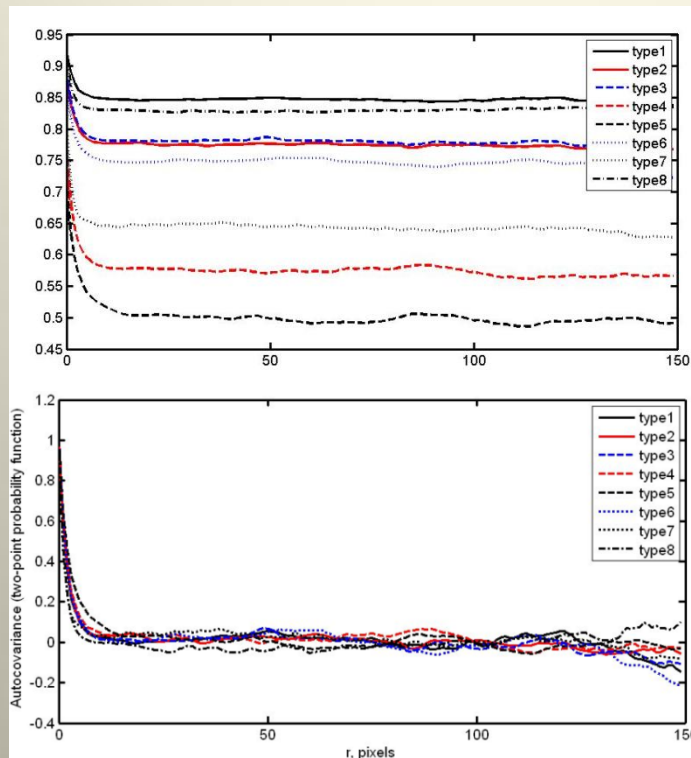 0.95
0.9
0.85
0.8
0.75
0.7
0.65
0.6
0.55
0.5
0.45
0
50
100
150
type1
type2
type3
type4
type5
type6
type7
type8
Autocovariance (two-point probability function)
1.2
1
0.8
0.6
0.4
0.2
0
-0.2
-0.4
0
50
100
150
type1
type2
type3
type4
type5
type6
type7
type8
r, pixels